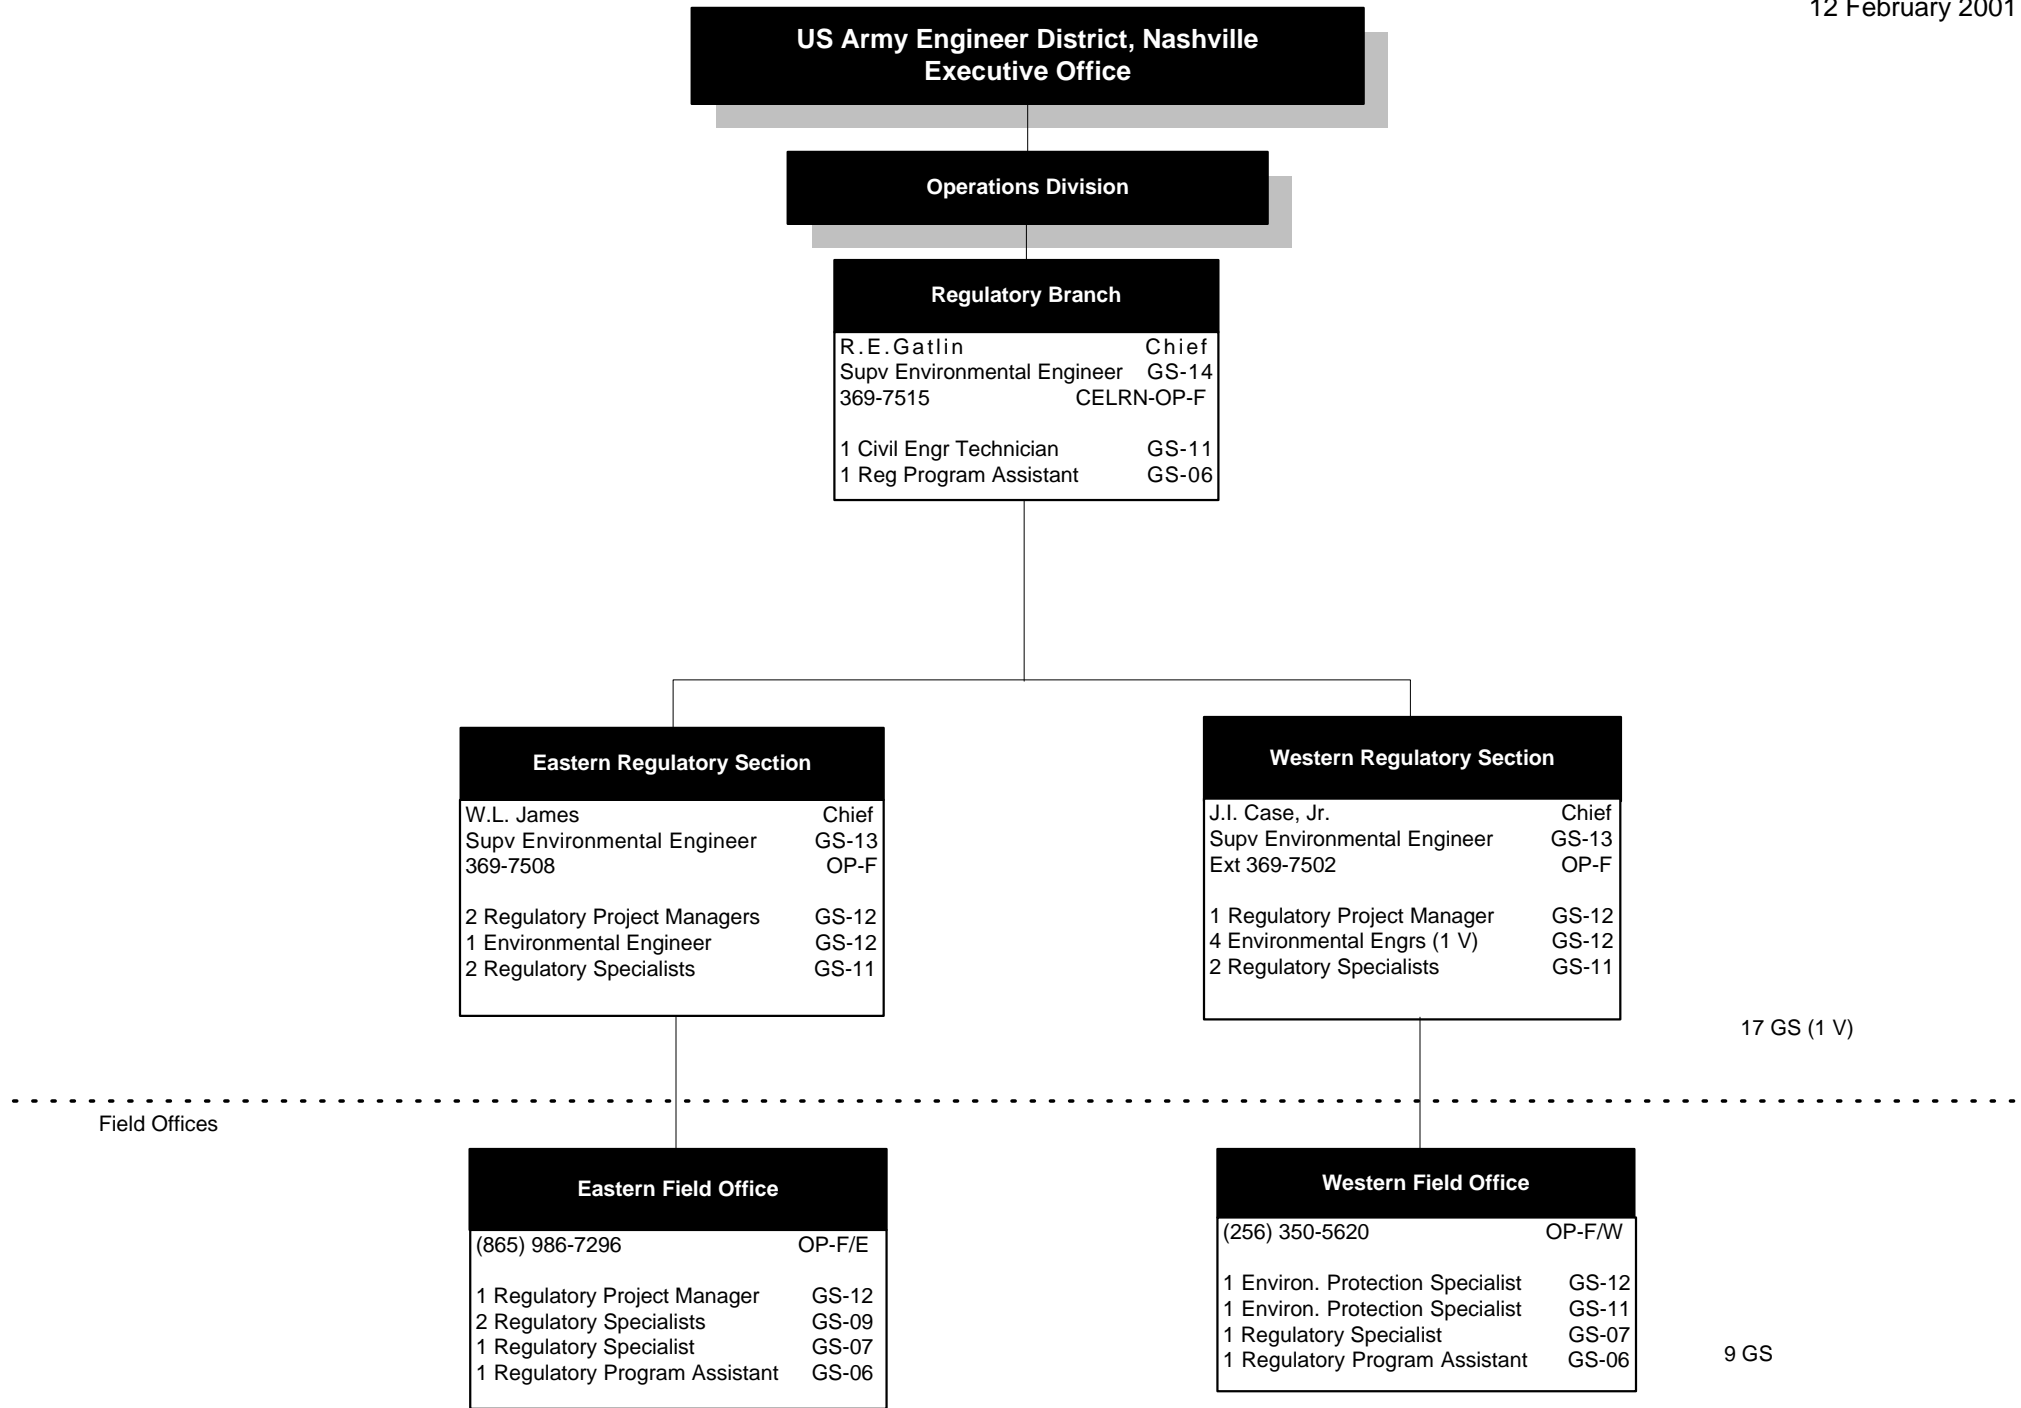 12 February 2001
US Army Engineer District, Nashville
Executive Office
Operations Division
Regulatory Branch
R.E.Gatlin Chief
Supv Environmental Engineer GS-14
369-7515 CELRN-OP-F
1 Civil Engr Technician GS-11
1 Reg Program Assistant GS-06
Eastern Regulatory Section
W.L. James Chief
Supv Environmental Engineer GS-13
369-7508 OP-F
2 Regulatory Project Managers GS-12
1 Environmental Engineer GS-12
2 Regulatory Specialists GS-11
Western Regulatory Section
J.I. Case, Jr. Chief
Supv Environmental Engineer GS-13
Ext 369-7502 OP-F
1 Regulatory Project Manager GS-12
4 Environmental Engrs (1 V) GS-12
2 Regulatory Specialists GS-11
17 GS (1 V)
Field Offices
Eastern Field Office
(865) 986-7296 OP-F/E
1 Regulatory Project Manager GS-12
2 Regulatory Specialists GS-09
1 Regulatory Specialist GS-07
1 Regulatory Program Assistant GS-06
Western Field Office
(256) 350-5620 OP-F/W
1 Environ. Protection Specialist GS-12
1 Environ. Protection Specialist GS-11
1 Regulatory Specialist GS-07
1 Regulatory Program Assistant GS-06
9 GS